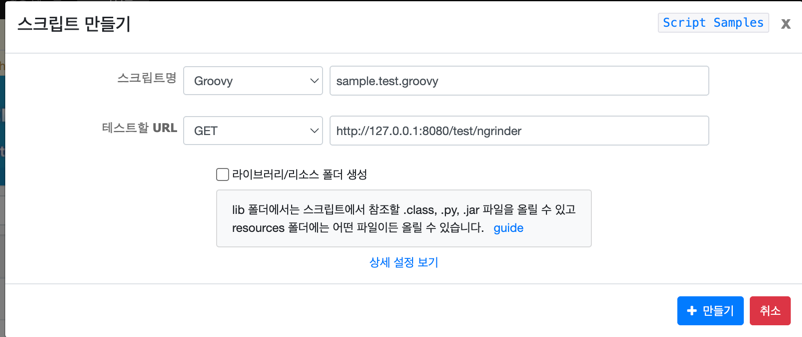 스크립트 만들기
Script Samples
x
스크립트명
Groovy
sample.test.groovy
테스트할 URL
GET
http://127.0.0.1:8080/test/ngrinder
라이브러리/리소스 폴더 생성
lib 폴더에서는 스크립트에서 참조할 .class, .py, .jar 파일을 올릴 수 있고
resources 폴더에는 어떤 파일이든 올릴 수 있습니다. guide
상세 설정 보기
+ 만들기
취소